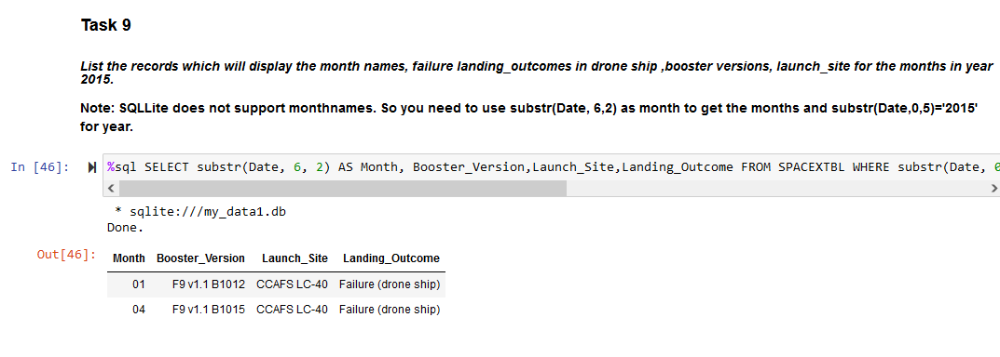 Task 9
List the records which will display the month names, failure landing_outcomes in drone ship ,booster versions, launch_site for the months in year
2015.
Note: SQLLite does not support monthnames. So you need to use substr(Date, 6,2) as month to get the months and substr(Date,0,5)='2015'
for year.
In [46]: %sql SELECT substr(Date, 6, 2) AS Month, Booster_Version,Launch_Site,Landing_Outcome FROM SPACEXTBL WHERE substr(Date, 0
* sqlite:///my_data1.db
Done.
Out[46]: Month Booster_Version Launch_Site Landing_Outcome
01 F9 v1.1 B1012 CCAFS LC-40 Failure (drone ship)
04 F9 v1.1 B1015 CCAFS LC-40 Failure (drone ship)